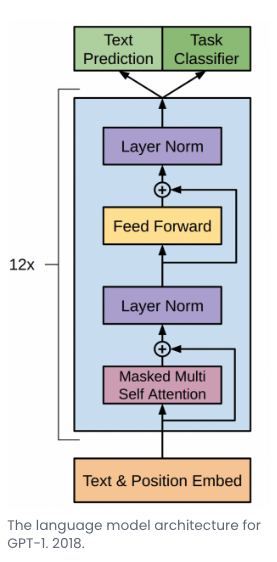 Text
Prediction
Task
Classifier
Layer Norm
+
Feed Forward
12x
Layer Norm
+
Masked Multi
Self Attention
Text & Position Embed
The language model architecture for
GPT-1. 2018.